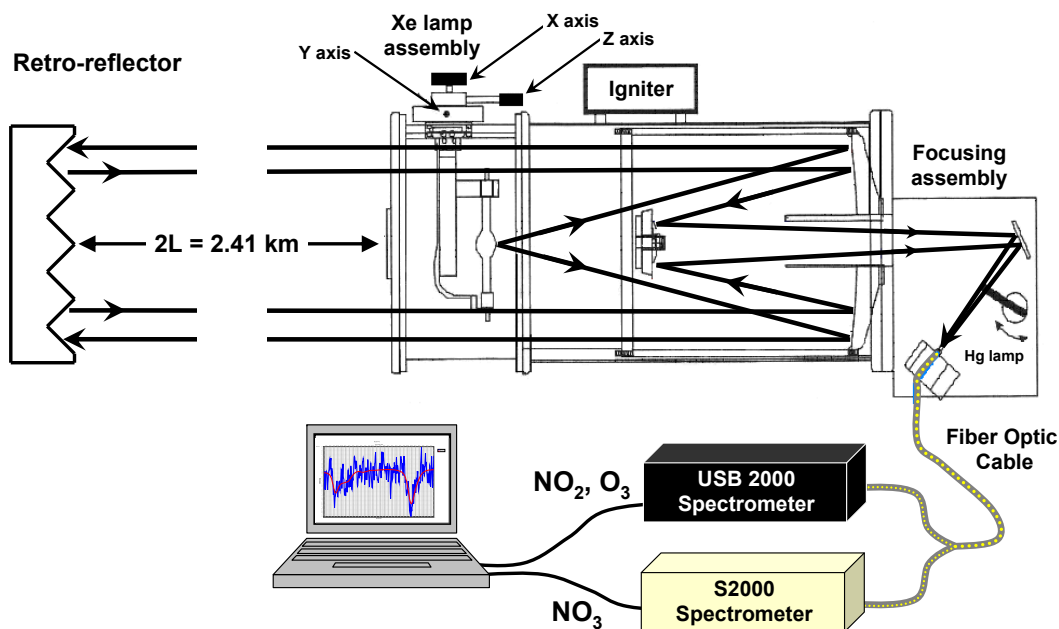 Xe lamp
assembly
X axis
Y axis
Z axis
Retro-reflector
Igniter
Focusing
assembly
2L = 2.41 km
Hg lamp
Fiber Optic
Cable
NO₂, O₃
USB 2000
Spectrometer
S2000
Spectrometer
NO₃